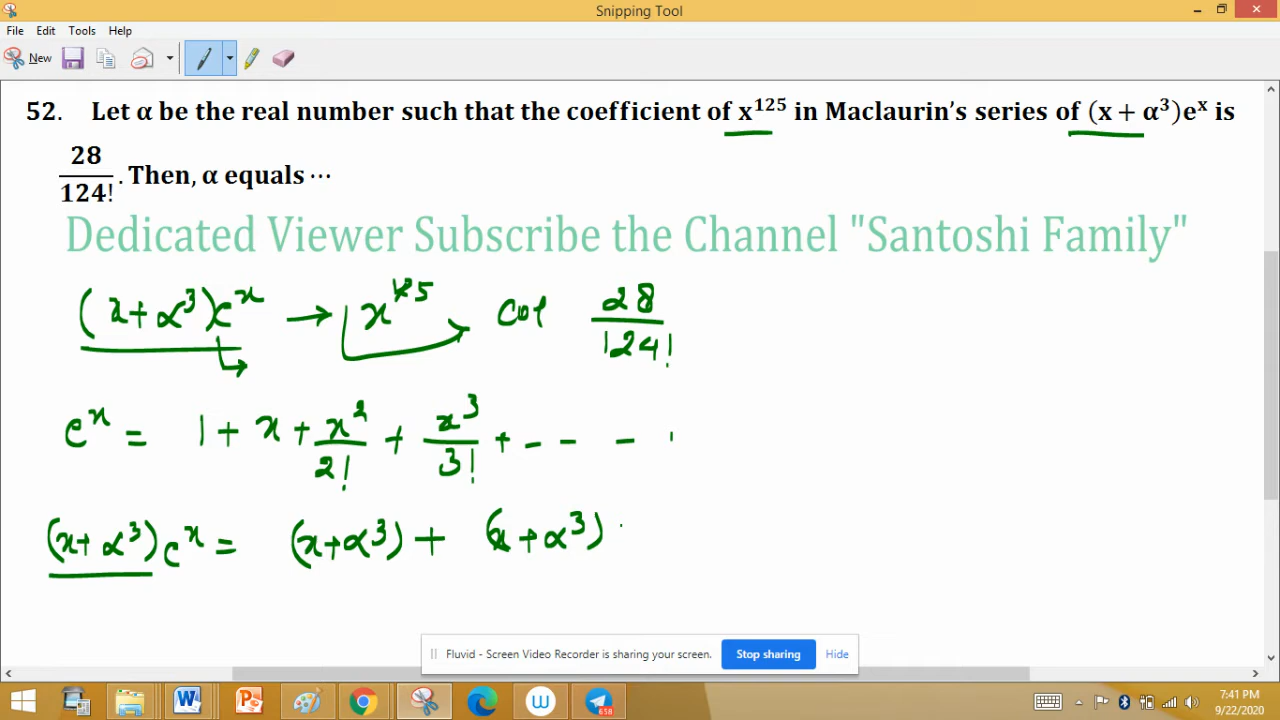 Snipping Tool
File Edit Tools Help
New
52. Let α be the real number such that the coefficient of x¹²⁵ in Maclaurin's series of (x + α³)eˣ is
28/124!. Then, α equals ⋯
Dedicated Viewer Subscribe the Channel "Santoshi Family"
(x+α³)eˣ → x¹²⁵ cof 28/124!
eˣ = 1 + x + x²/2! + x³/3! + - - -
(x+α³)eˣ = (x+α³) + (x+α³)
Fluvid - Screen Video Recorder is sharing your screen. Stop sharing Hide
7:41 PM
9/22/2020